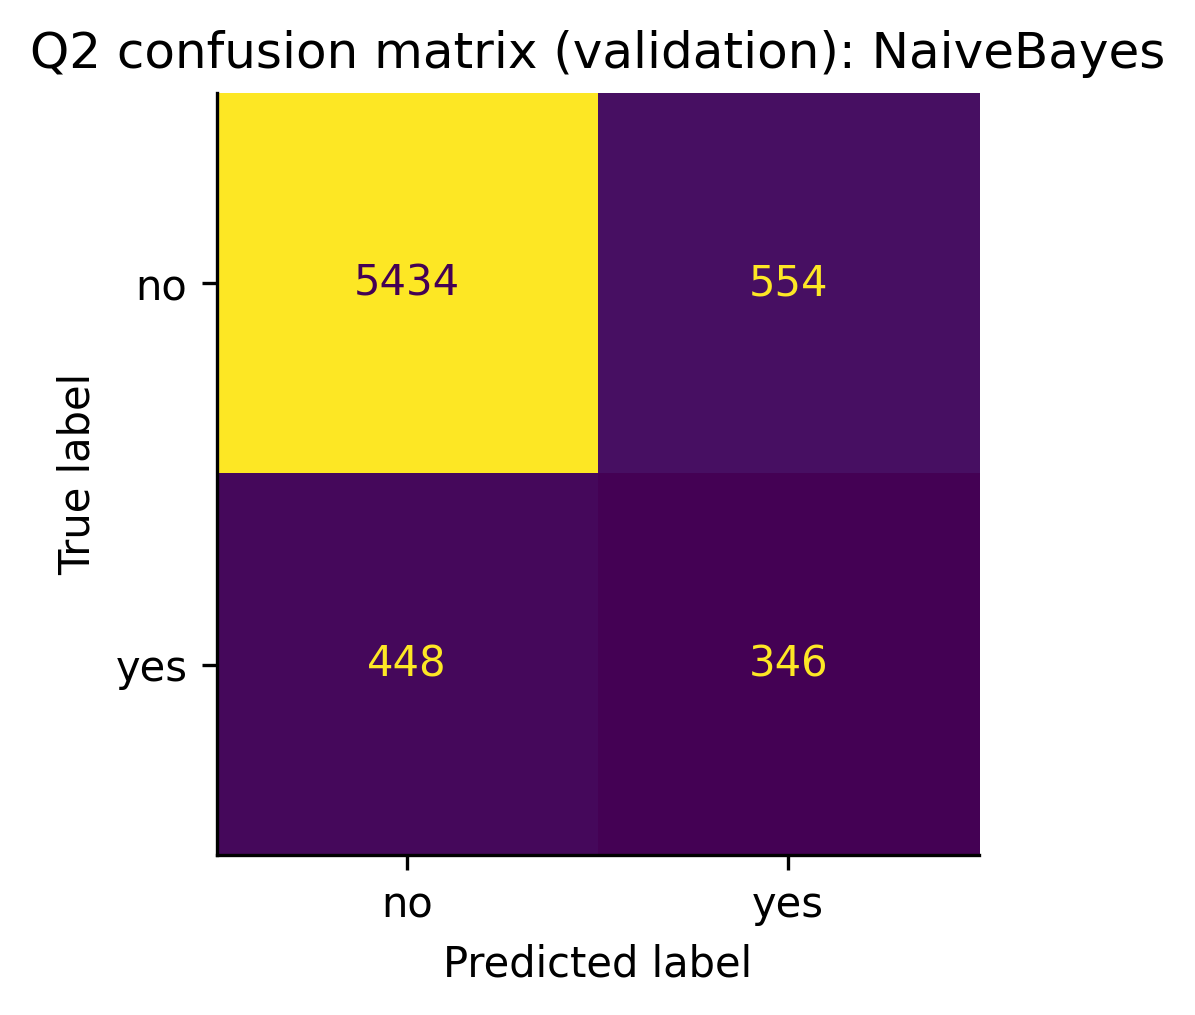 Q2 confusion matrix (validation): NaiveBayes
no
5434
554
True label
yes
448
346
no
yes
Predicted label